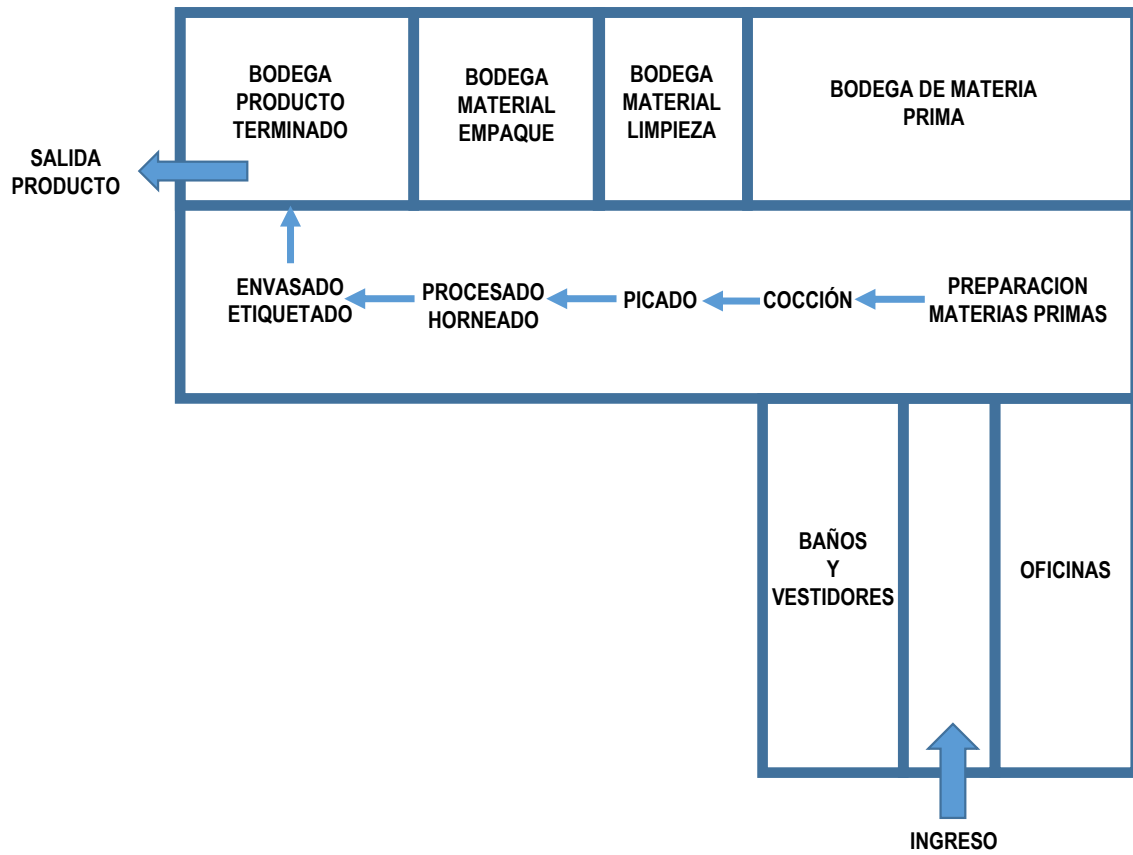 BODEGA
PRODUCTO
TERMINADO
BODEGA
MATERIAL
EMPAQUE
BODEGA
MATERIAL
LIMPIEZA
BODEGA DE MATERIA
PRIMA
SALIDA
PRODUCTO
ENVASADO
ETIQUETADO
PROCESADO
HORNEADO
PICADO
COCCIÓN
PREPARACION
MATERIAS PRIMAS
BAÑOS
Y
VESTIDORES
OFICINAS
INGRESO